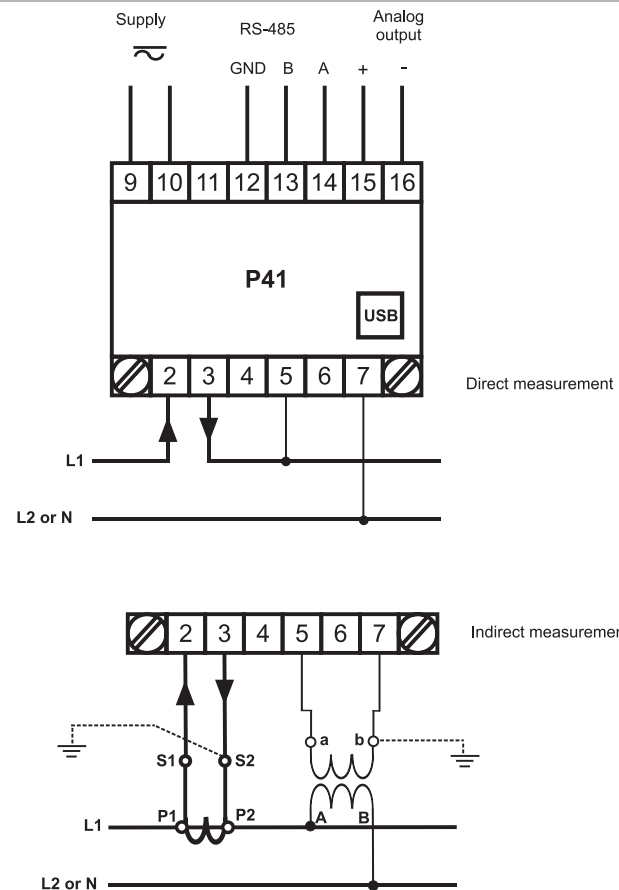 Supply RS-485 Analog output
GND B A + -
9 10 11 12 13 14 15 16
P41
USB
2 3 4 5 6 7
Direct measurement
L1
L2 or N
2 3 4 5 6 7
Indirect measuremen
a b
S1 S2
P1 P2 A B
L1
L2 or N